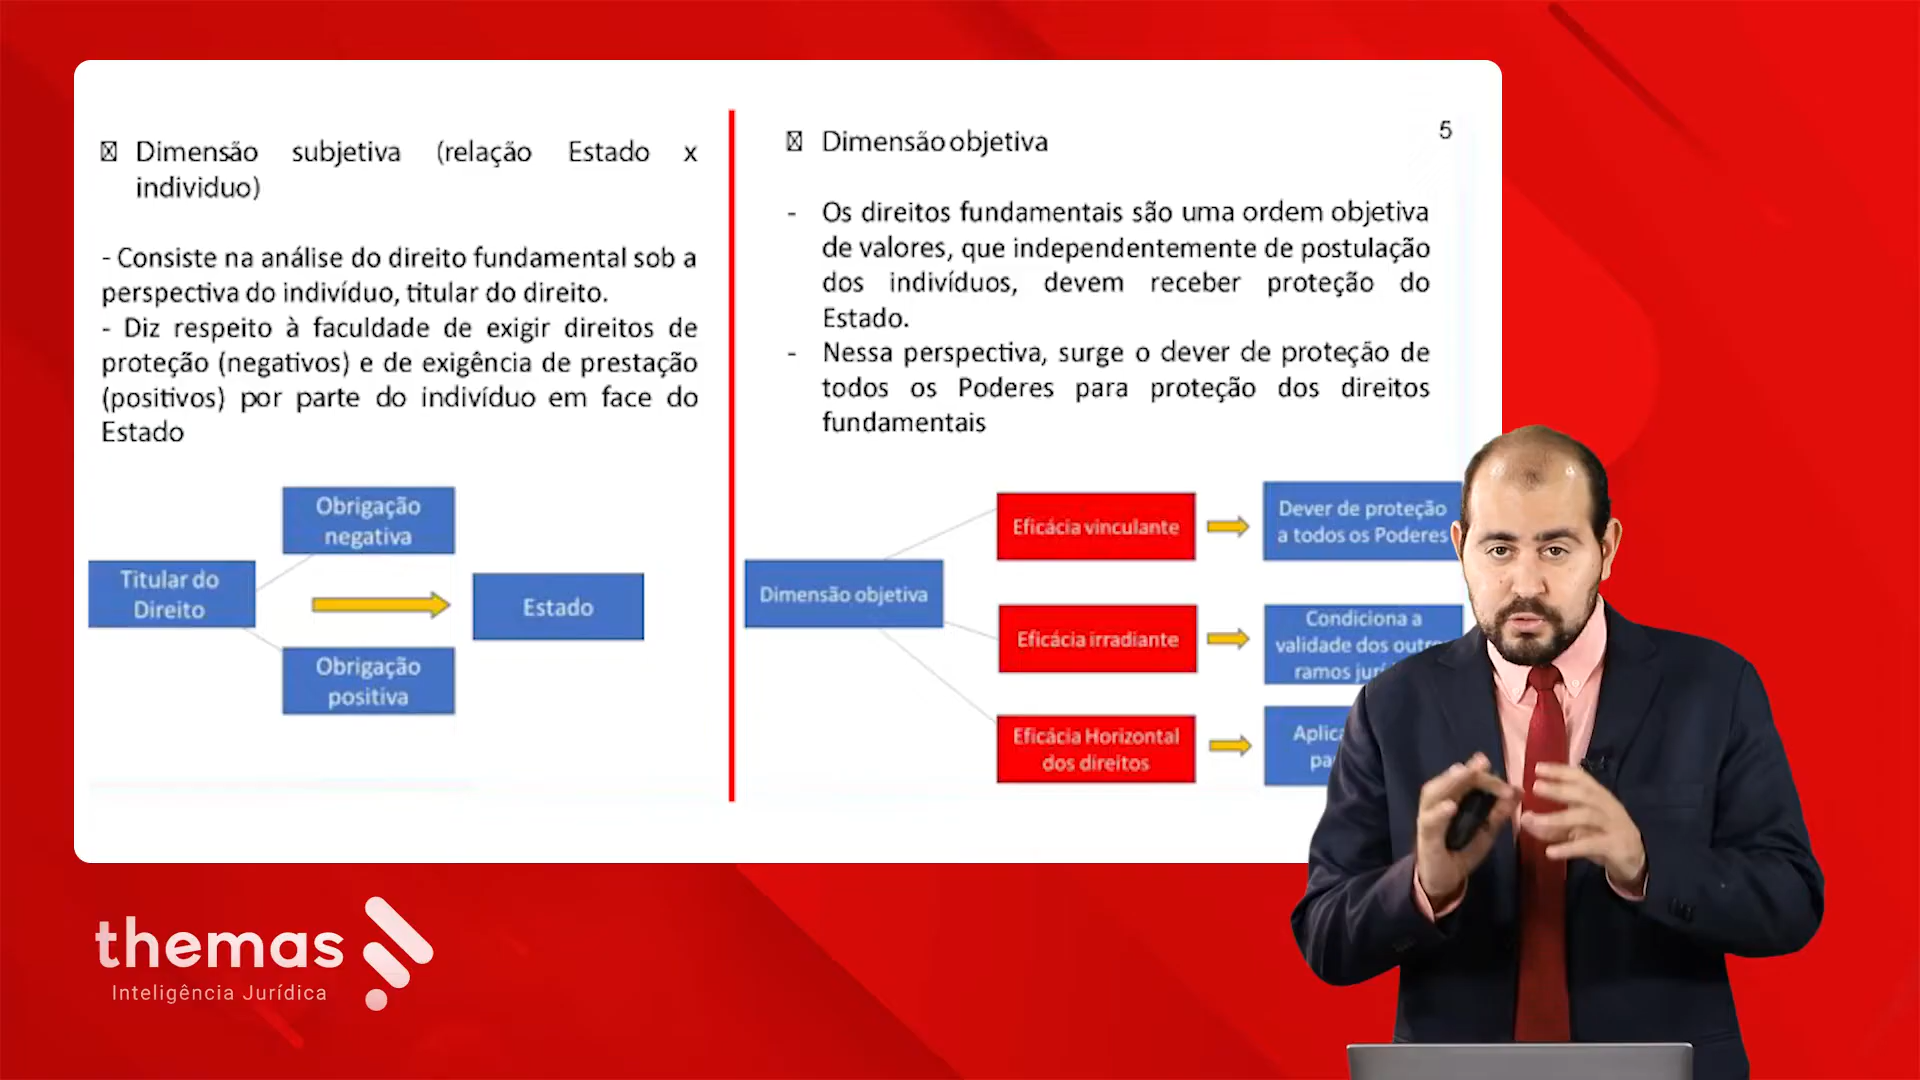 Dimensão subjetiva (relação Estado x
individuo)
- Consiste na análise do direito fundamental sob a
perspectiva do indivíduo, titular do direito.
- Diz respeito à faculdade de exigir direitos de
proteção (negativos) e de exigência de prestação
(positivos) por parte do indivíduo em face do
Estado
Obrigação
negativa
Titular do
Direito
Estado
Obrigação
positiva
5
Dimensão objetiva
- Os direitos fundamentais são uma ordem objetiva
de valores, que independentemente de postulação
dos indivíduos, devem receber proteção do
Estado.
- Nessa perspectiva, surge o dever de proteção de
todos os Poderes para proteção dos direitos
fundamentais
Dimensão objetiva
Eficácia vinculante
Dever de proteção
a todos os Poderes
Eficácia irradiante
Condiciona a
validade dos
ramos
Eficácia Horizontal
dos direitos
themas
Inteligência Jurídica